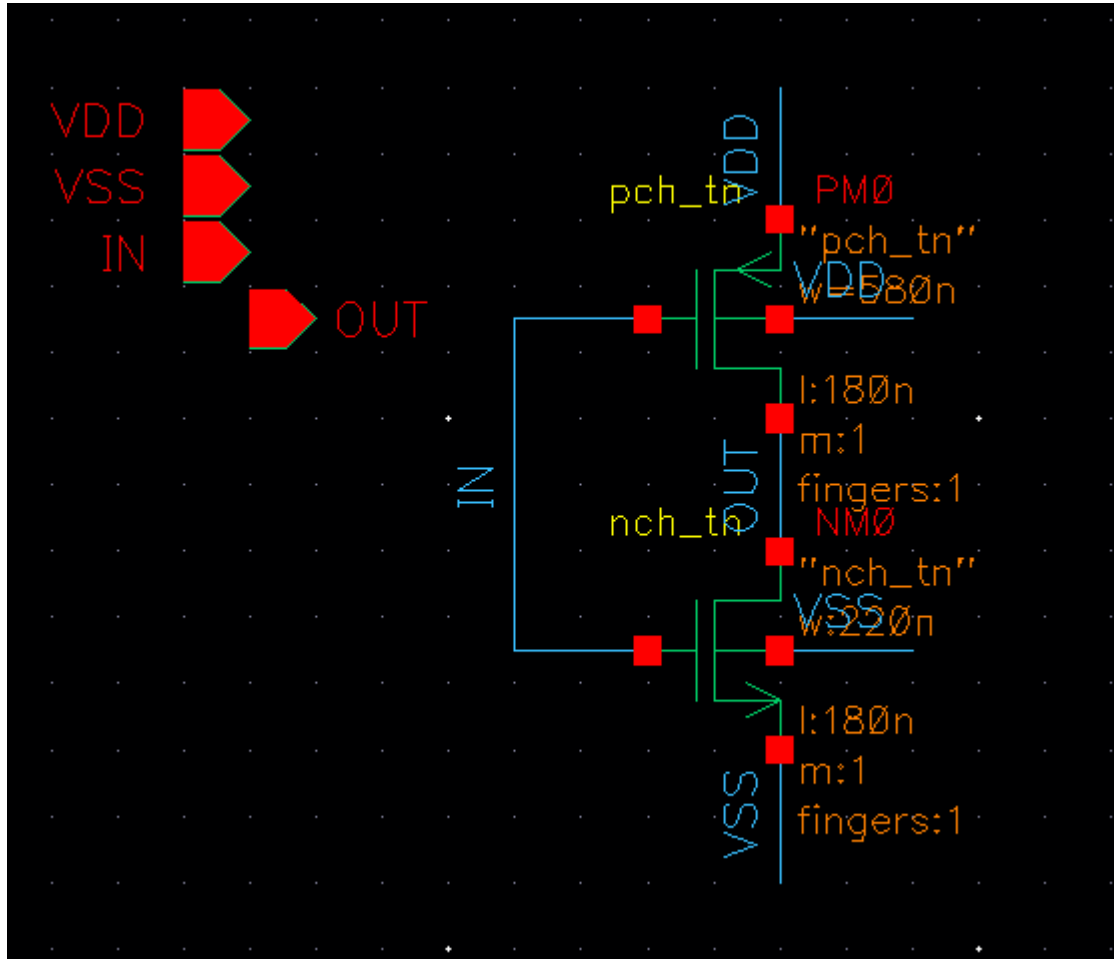 VDD
VSS
IN
OUT
VDD
pch_tn
PM0
"pch_tn"
VDD
l:180n
m:1
fingers:1
IN
OUT
nch_tn
NM0
"nch_tn"
VSS
w:220n
l:180n
m:1
fingers:1
VSS